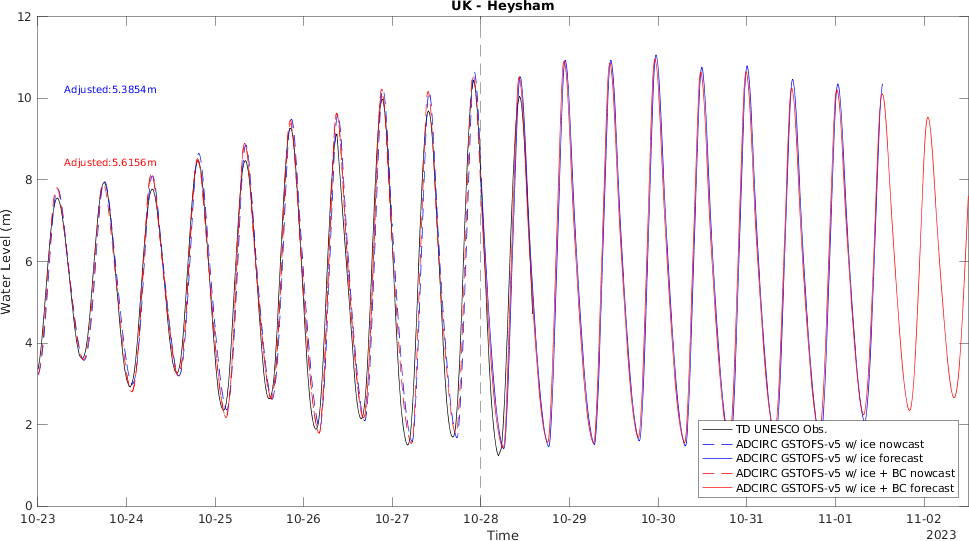 UK - Heysham
12
10
8
6
4
2
0
Water Level (m)
Adjusted:5.3854m
Adjusted:5.6156m
TD UNESCO Obs.
ADCIRC GSTOFS-v5 w/ ice nowcast
ADCIRC GSTOFS-v5 w/ ice forecast
ADCIRC GSTOFS-v5 w/ ice + BC nowcast
ADCIRC GSTOFS-v5 w/ ice + BC forecast
10-23 10-24 10-25 10-26 10-27 10-28 10-29 10-30 10-31 11-01 11-02
2023
Time